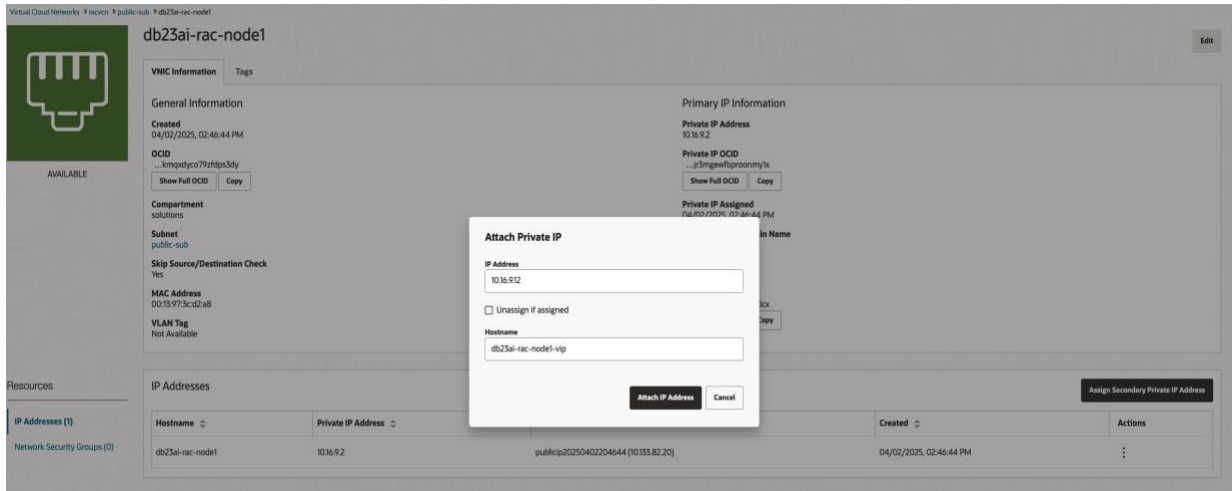 Virtual Cloud Networks › racvcn › public-sub › db23ai-rac-node1
db23ai-rac-node1
Edit
AVAILABLE
VNIC Information Tags
General Information
Created
04/02/2025, 02:46:44 PM
OCID
...kmqxdyco79zfdps3dy
Show Full OCID Copy
Compartment
solutions
Subnet
public-sub
Skip Source/Destination Check
Yes
MAC Address
00:13:97:3c:d2:a8
VLAN Tag
Not Available
Primary IP Information
Private IP Address
10.16.9.2
Private IP OCID
...jr3mgewfbproonmy1x
Show Full OCID Copy
Private IP Assigned
04/02/2025, 02:46:44 PM
in Name
Copy
Attach Private IP
IP Address
10.16.9.12
Unassign if assigned
Hostname
db23ai-rac-node1-vip
Attach IP Address Cancel
Resources
IP Addresses (1)
Network Security Groups (0)
IP Addresses
Assign Secondary Private IP Address
Hostname Private IP Address Created Actions
db23ai-rac-node1 10.16.9.2 publicip20250402204644 (10.133.82.20) 04/02/2025, 02:46:44 PM